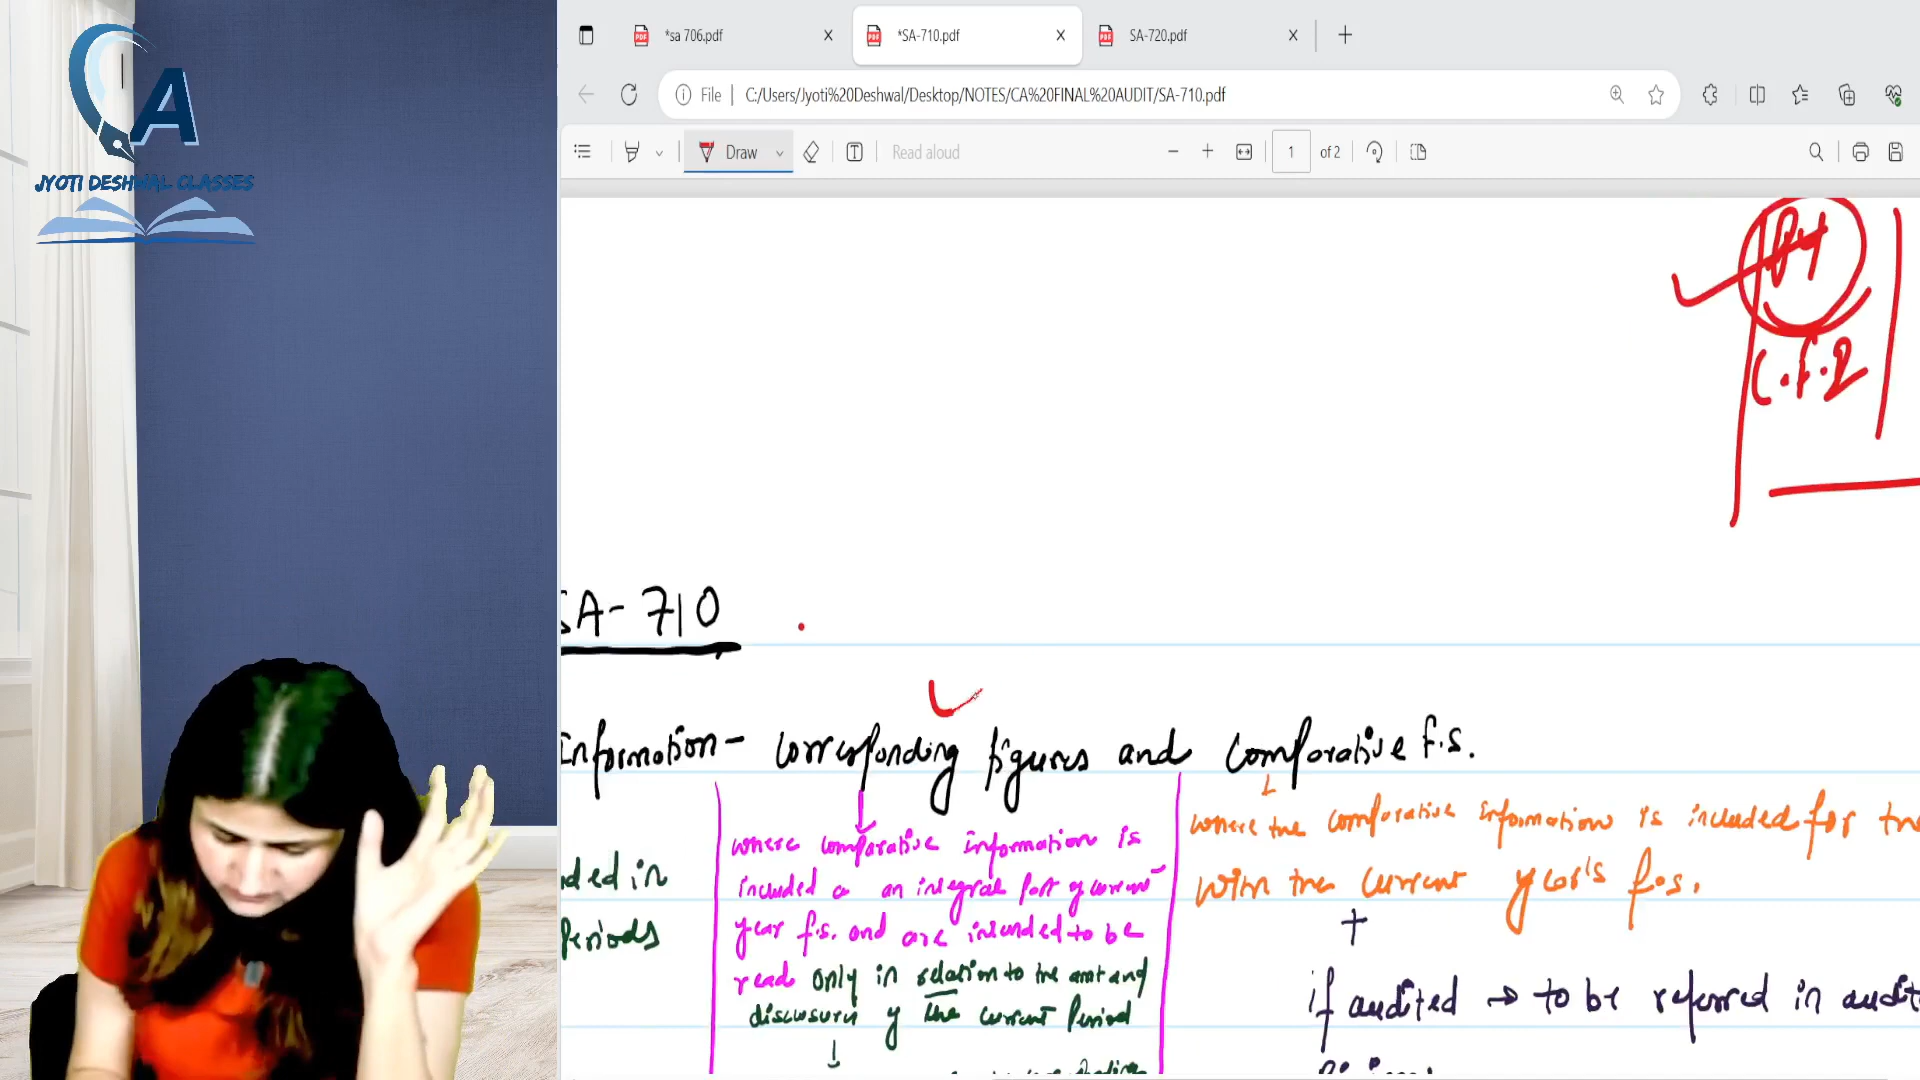 CA
JYOTI DESHWAL CLASSES
*sa 706.pdf
*SA-710.pdf
SA-720.pdf
File
C:/Users/Jyoti%20Deshwal/Desktop/NOTES/CA%20FINAL%20AUDIT/SA-710.pdf
Draw
Read aloud
1 of 2
SA-710
Information - corresponding figures and comparative f.s.
ded in
Periods
where comparative information is
included as an integral part of current
year f.s. and are intended to be
read only in relation to the amt and
disclosure of the current Period
where the comparative information is included for
with the current year's f.s.
+
if audited → to be referred in